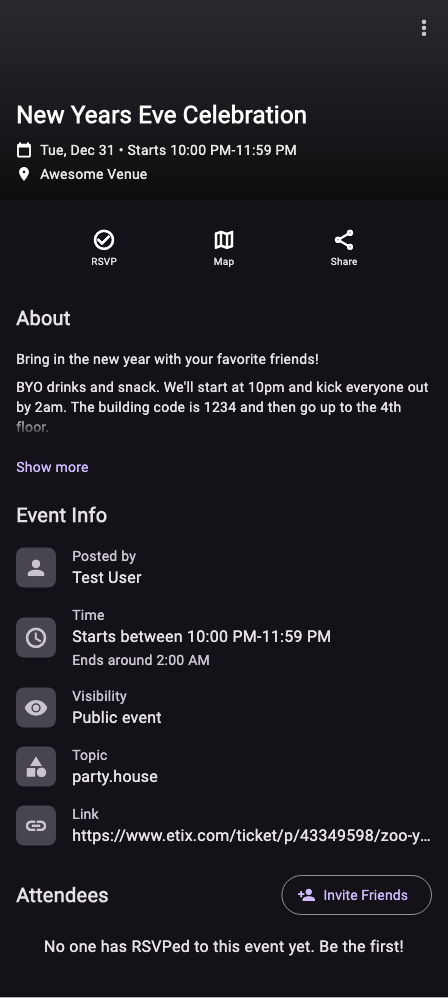 New Years Eve Celebration
Tue, Dec 31 • Starts 10:00 PM-11:59 PM
Awesome Venue
RSVP
Map
Share
About
Bring in the new year with your favorite friends!
BYO drinks and snack. We'll start at 10pm and kick everyone out
by 2am. The building code is 1234 and then go up to the 4th
floor.
Show more
Event Info
Posted by
Test User
Time
Starts between 10:00 PM-11:59 PM
Ends around 2:00 AM
Visibility
Public event
Topic
party.house
Link
https://www.etix.com/ticket/p/43349598/zoo-y...
Attendees
Invite Friends
No one has RSVPed to this event yet. Be the first!